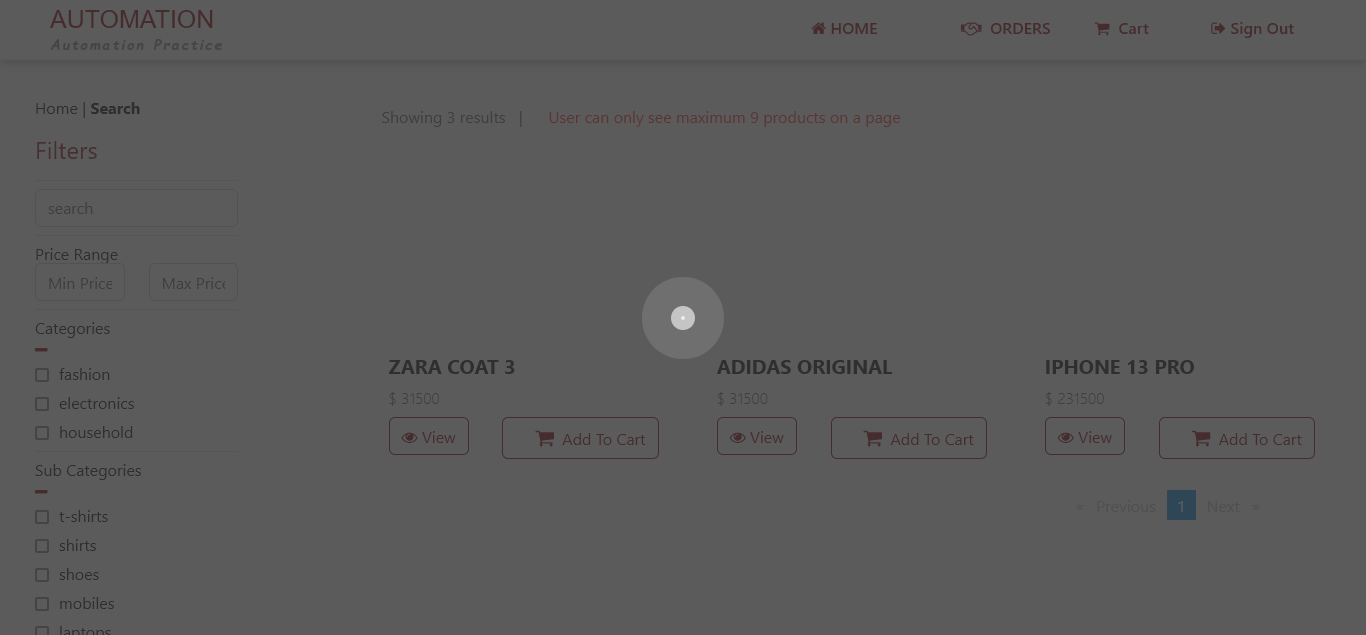 AUTOMATION
Automation Practice
HOME
ORDERS
Cart
Sign Out
Home | Search
Showing 3 results |
User can only see maximum 9 products on a page
Filters
search
Price Range
Min Price
Max Pric
Categories
fashion
electronics
household
Sub Categories
t-shirts
shirts
shoes
mobiles
laptops
ZARA COAT 3
$ 31500
View
Add To Cart
ADIDAS ORIGINAL
$ 31500
View
Add To Cart
IPHONE 13 PRO
$ 231500
View
Add To Cart
« Previous 1 Next »